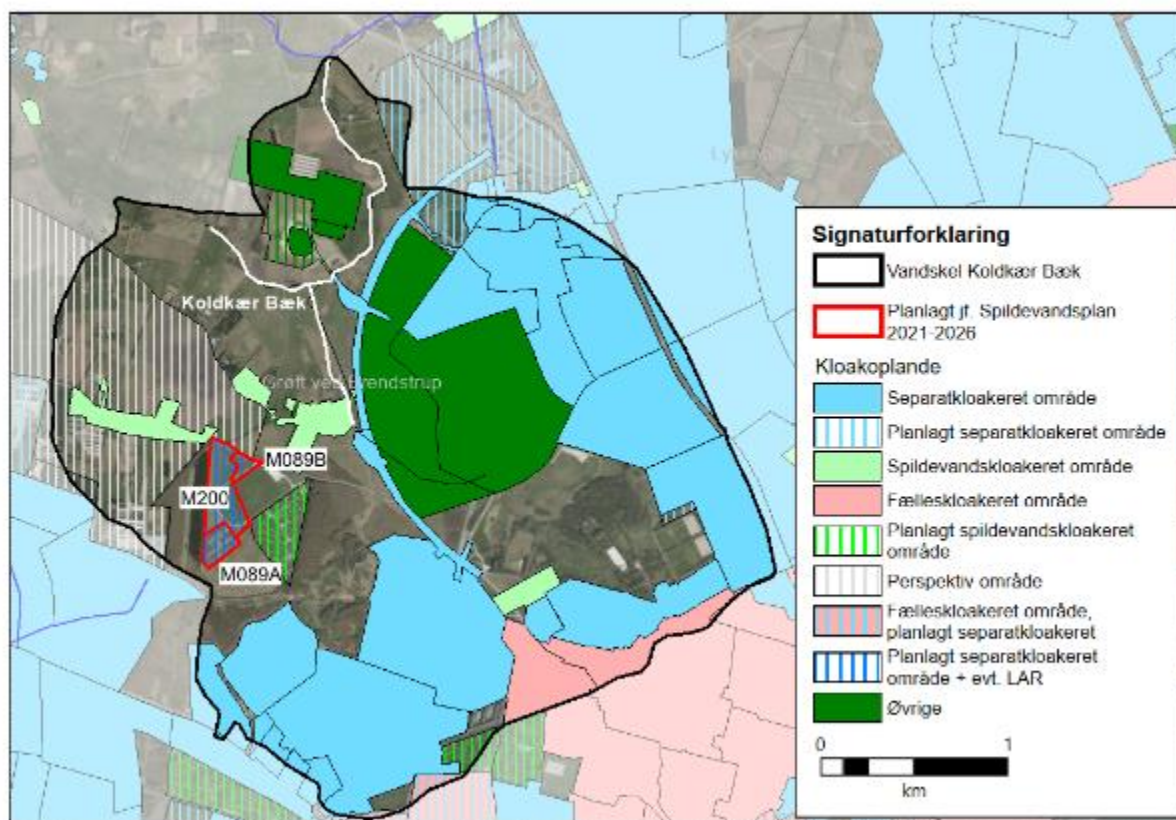 Koldkær Bæk
M089B
M200
M089A
Signaturforklaring
Vandskel Koldkær Bæk
Planlagt jf. Spildevandsplan
2021-2026
Kloakoplande
Separatkloakeret område
Planlagt separatkloakeret område
Spildevandskloakeret område
Fælleskloakeret område
Planlagt spildevandskloakeret
område
Perspektiv område
Fælleskloakeret område,
planlagt separatkloakeret
Planlagt separatkloakeret
område + evt. LAR
Øvrige
0 1
km